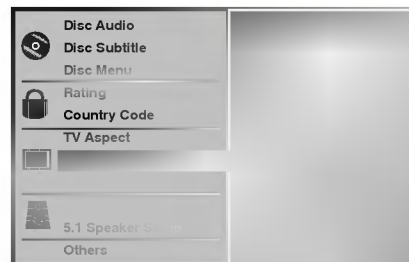 Disc Audio
Disc Subtitle
Disc Menu
Rating
Country Code
TV Aspect
5.1 Speaker
Others